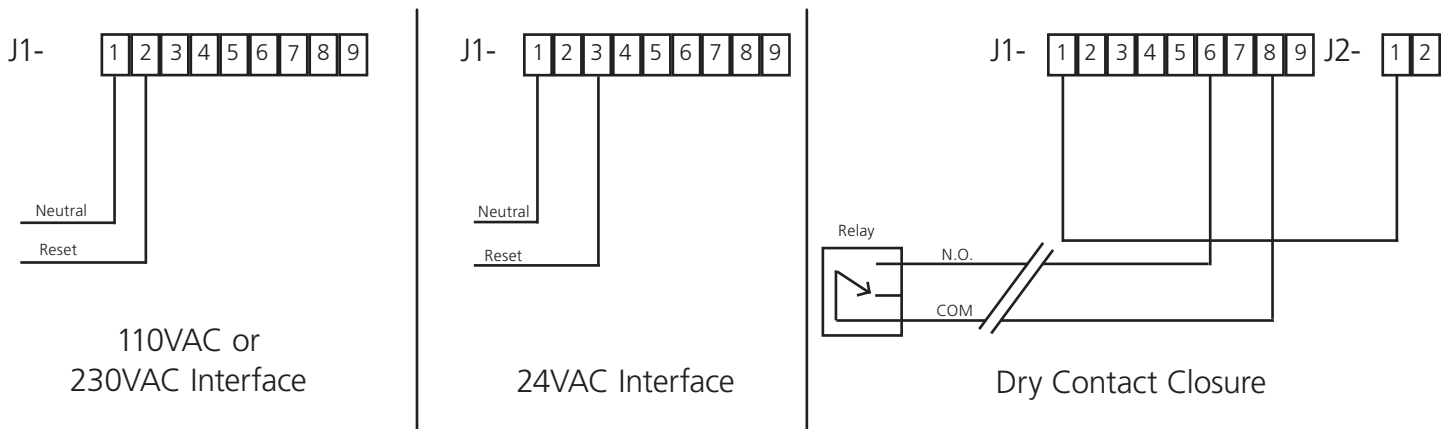 J1- 1 2 3 4 5 6 7 8 9
Neutral
Reset
110VAC or
230VAC Interface
J1- 1 2 3 4 5 6 7 8 9
Neutral
Reset
24VAC Interface
J1- 1 2 3 4 5 6 7 8 9 J2- 1 2
Relay
N.O.
COM
Dry Contact Closure